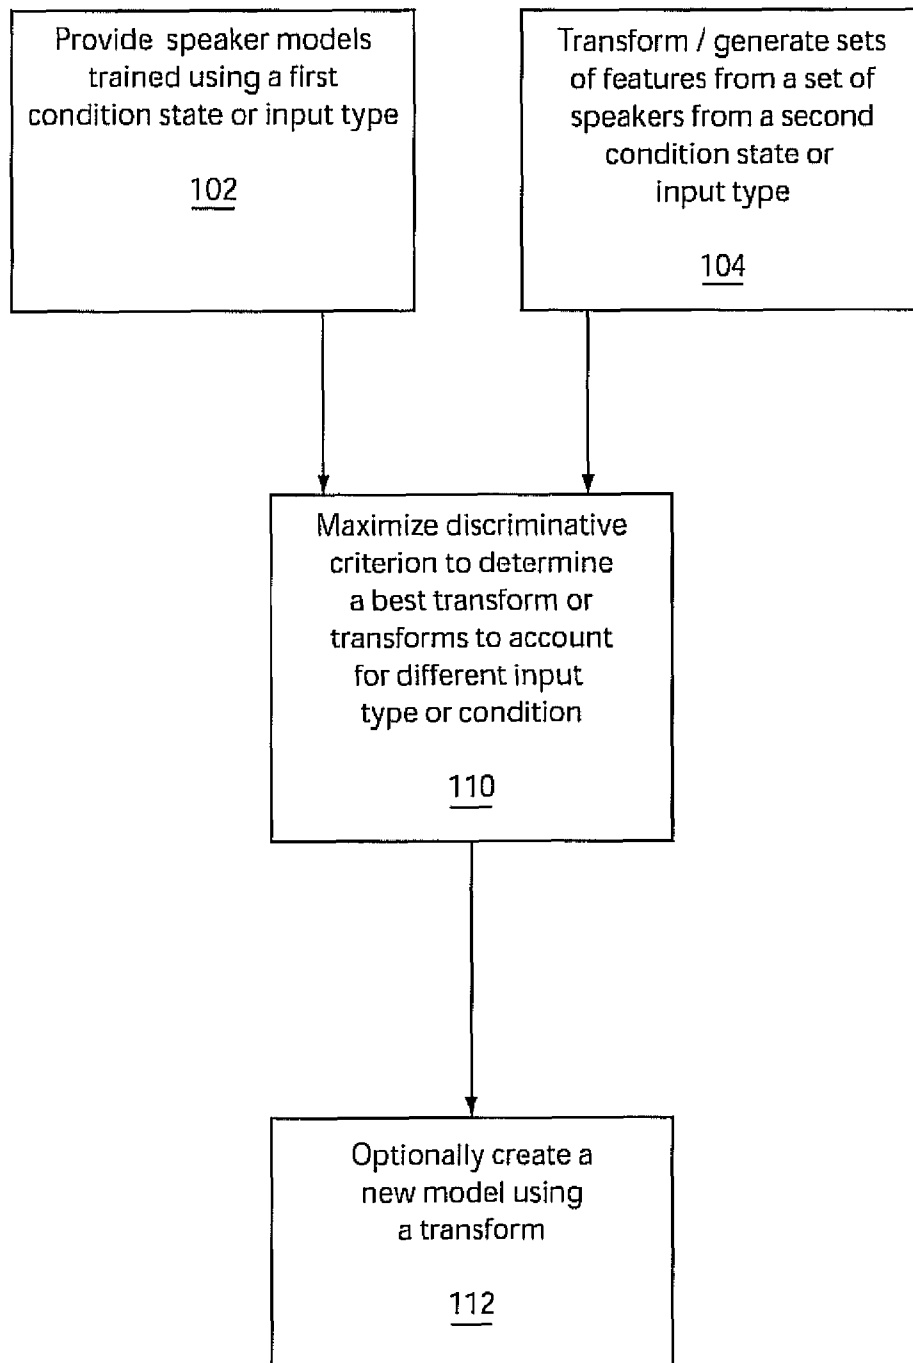 Provide speaker models
trained using a first
condition state or input type
102
Transform / generate sets
of features from a set of
speakers from a second
condition state or
input type
104
Maximize discriminative
criterion to determine
a best transform or
transforms to account
for different input
type or condition
110
Optionally create a
new model using
a transform
112